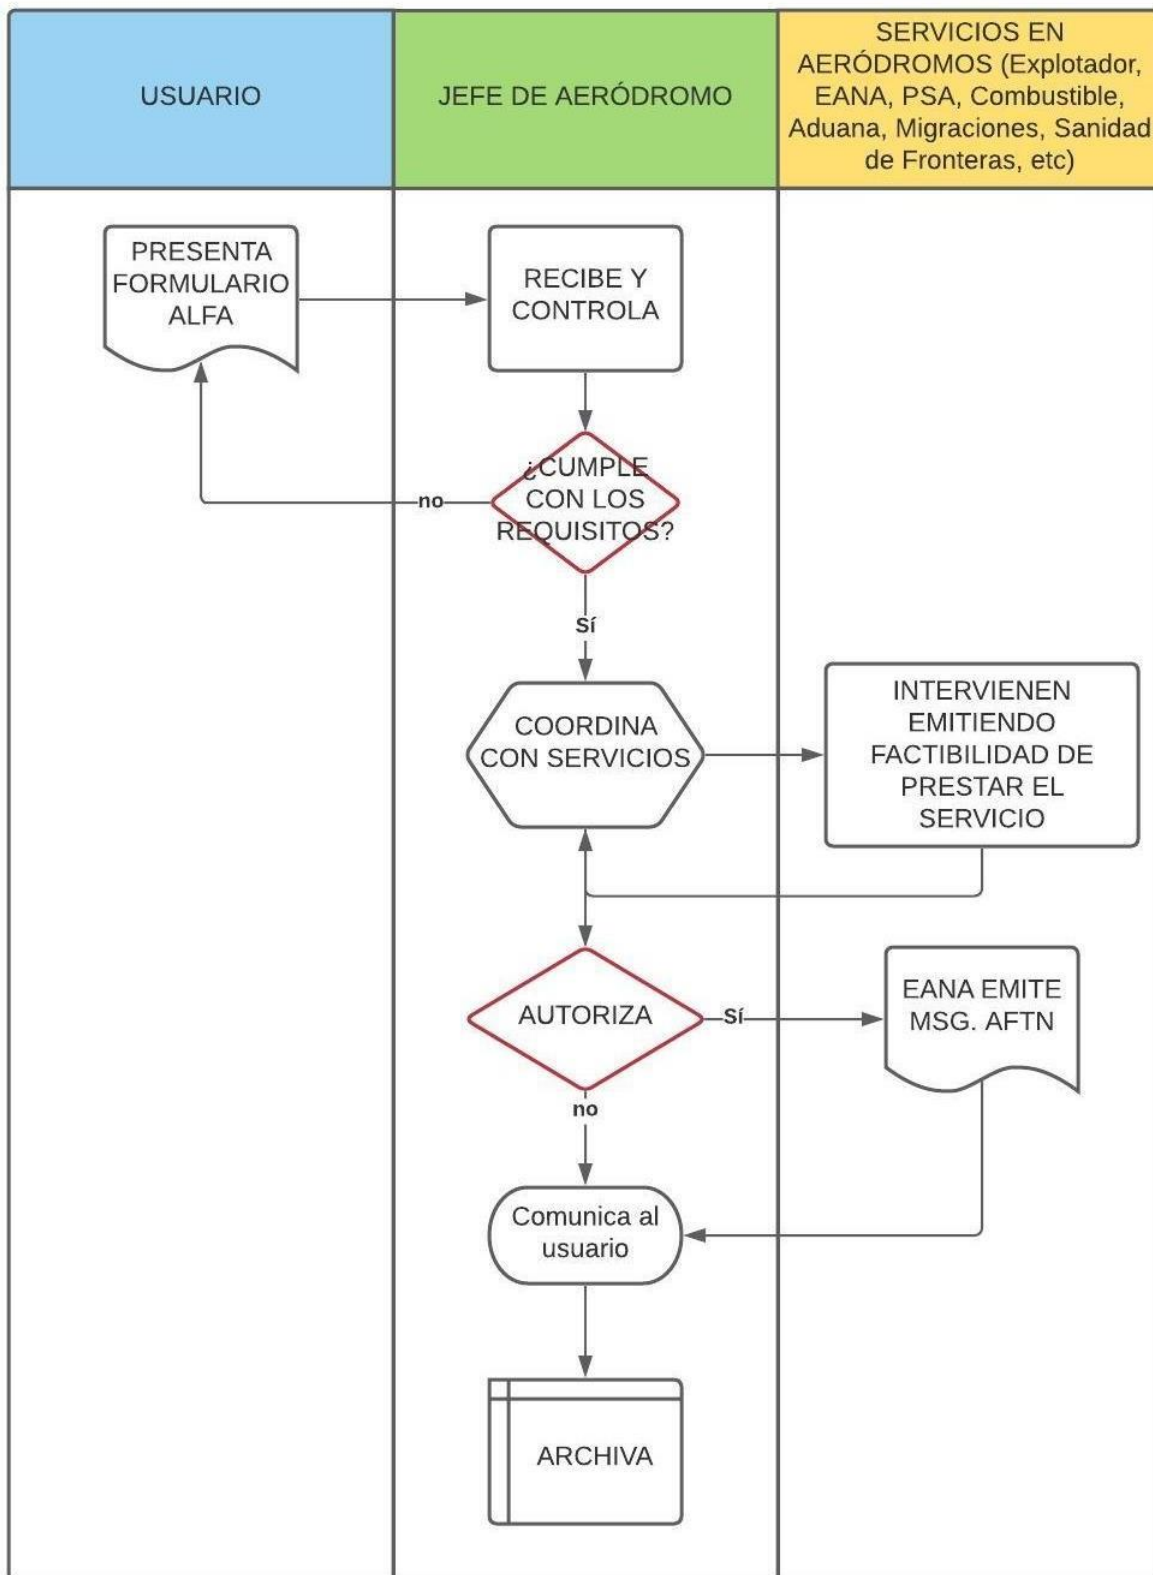 USUARIO
JEFE DE AERÓDROMO
SERVICIOS EN
AERÓDROMOS (Explotador,
EANA, PSA, Combustible,
Aduana, Migraciones, Sanidad
de Fronteras, etc)
PRESENTA
FORMULARIO
ALFA
RECIBE Y
CONTROLA
¿CUMPLE
CON LOS
REQUISITOS?
no
Sí
COORDINA
CON SERVICIOS
INTERVIENEN
EMITIENDO
FACTIBILIDAD DE
PRESTAR EL
SERVICIO
AUTORIZA
Sí
EANA EMITE
MSG. AFTN
no
Comunica al
usuario
ARCHIVA